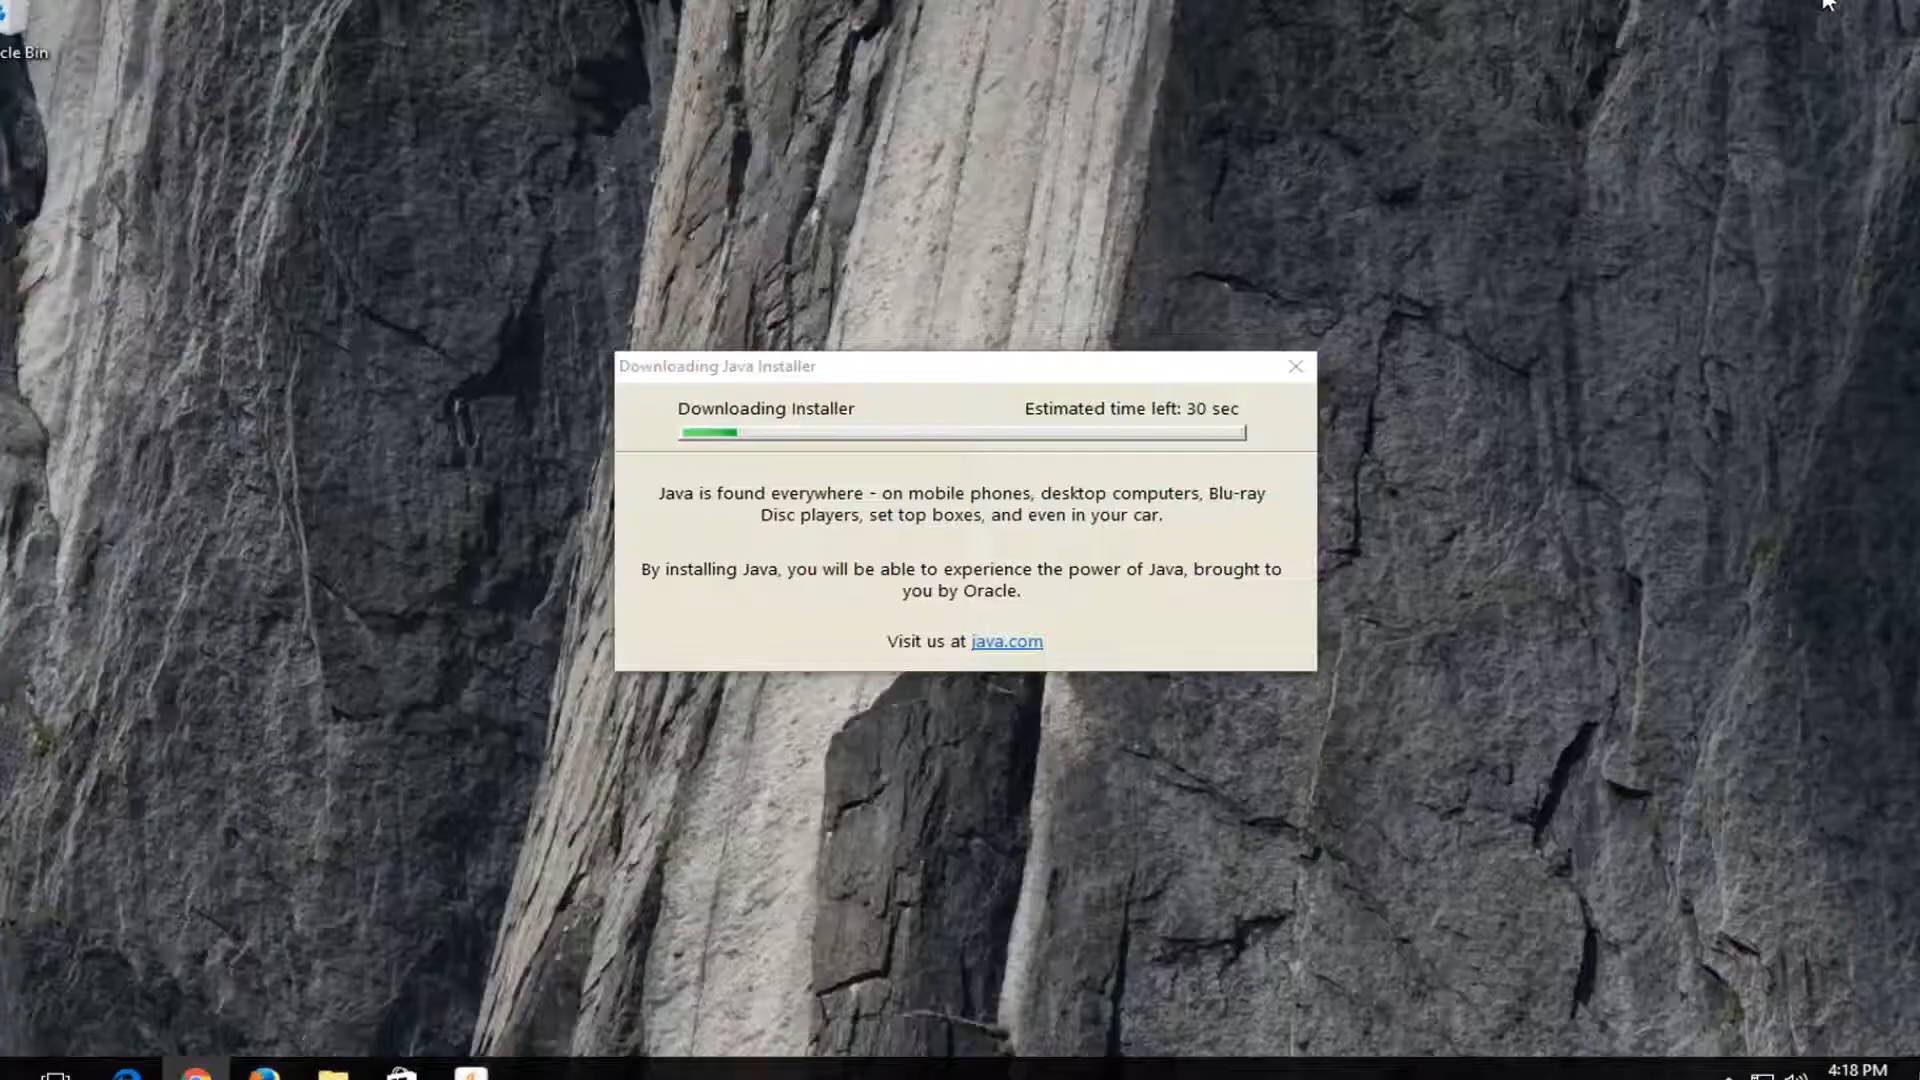 cle Bin
Downloading Java Installer
Downloading Installer
Estimated time left: 30 sec
Java is found everywhere - on mobile phones, desktop computers, Blu-ray
Disc players, set top boxes, and even in your car.
By installing Java, you will be able to experience the power of Java, brought to
you by Oracle.
Visit us at java.com
4:18 PM